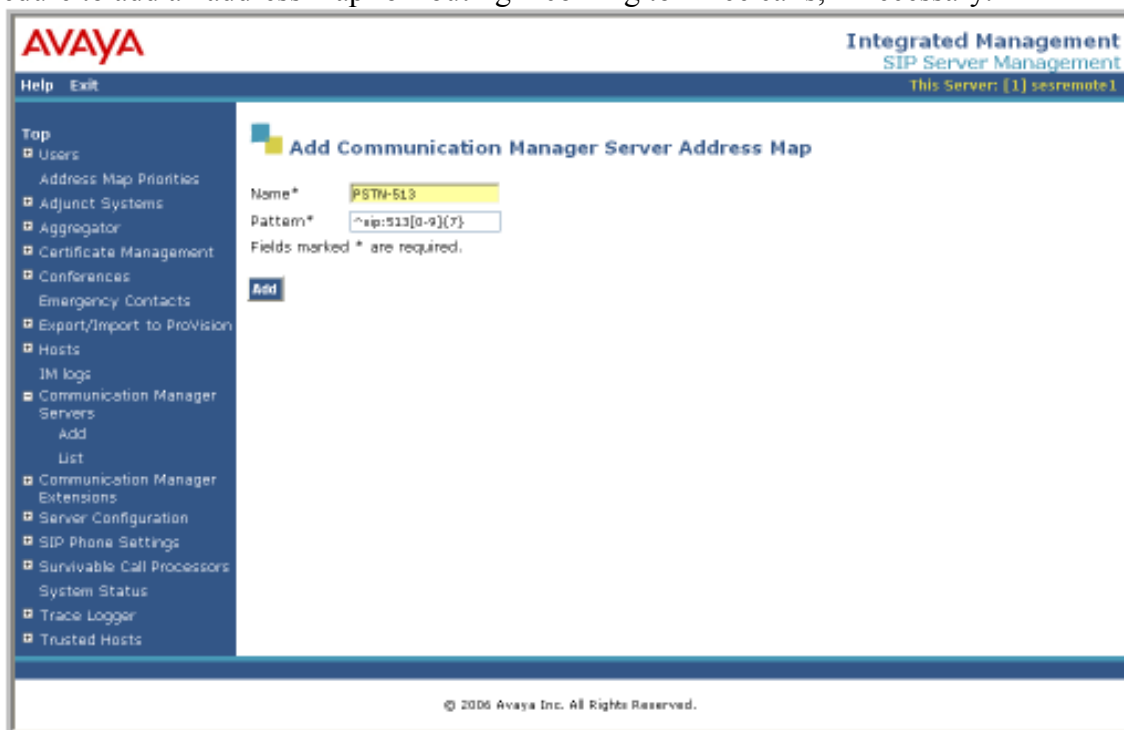 AVAYA
Integrated Management
SIP Server Management
Help Exit
This Server: [1] sesremote1
Top
Users
Address Map Priorities
Adjunct Systems
Aggregator
Certificate Management
Conferences
Emergency Contacts
Export/Import to ProVision
Hosts
IM logs
Communication Manager
Servers
Add
List
Communication Manager
Extensions
Server Configuration
SIP Phone Settings
Survivable Call Processors
System Status
Trace Logger
Trusted Hosts
Add Communication Manager Server Address Map
Name* PSTN-513
Pattern* ^sip:513[0-9]{7}
Fields marked * are required.
Add
© 2006 Avaya Inc. All Rights Reserved.